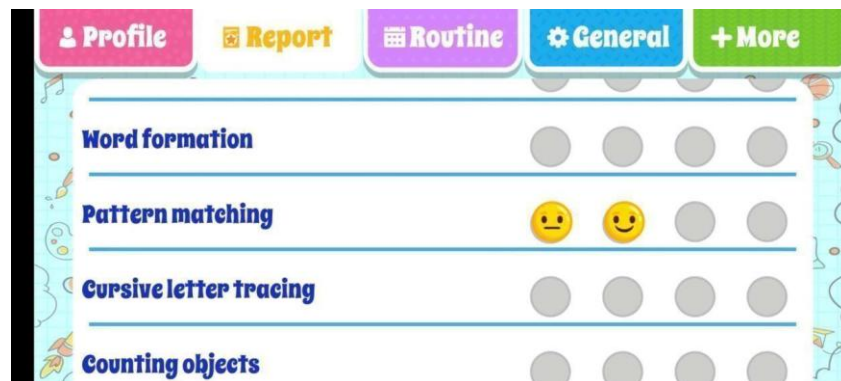 Profile Report Routine General + More
Word formation
Pattern matching
Cursive letter tracing
Counting objects